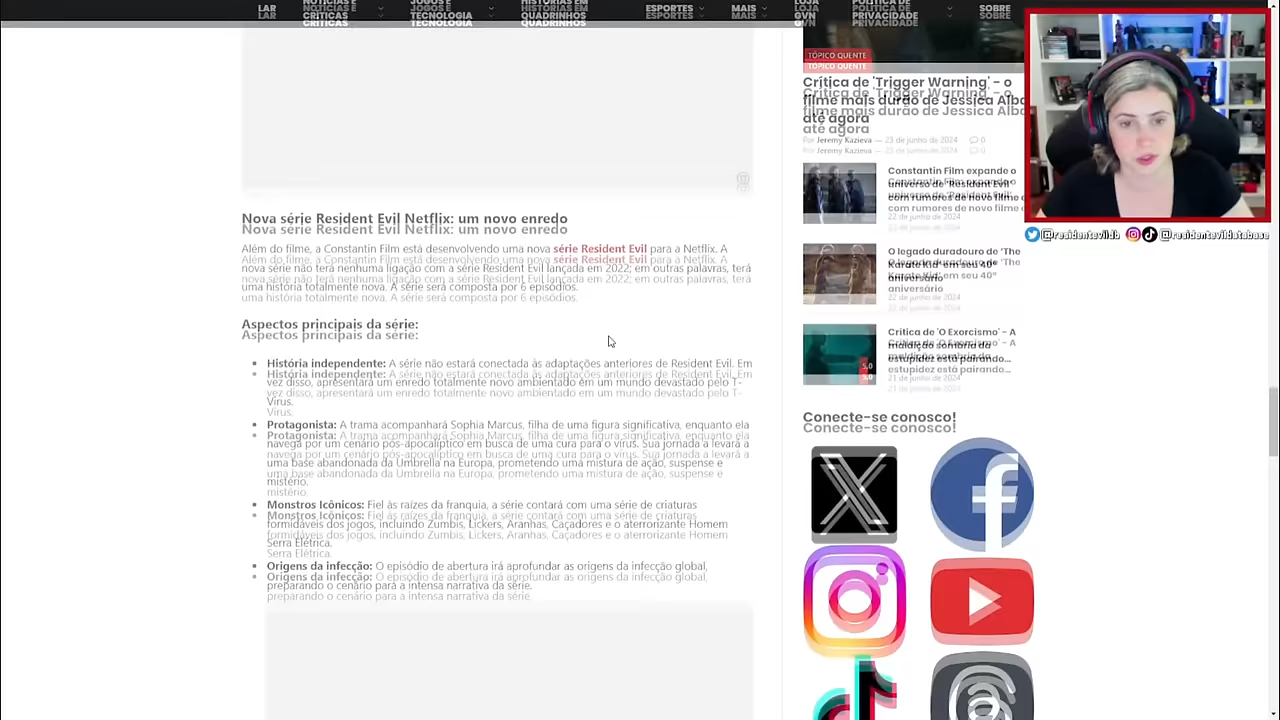 LAR
NOTÍCIAS E
CRÍTICAS
JOGOS E
TECNOLOGIA
HISTÓRIAS EM
QUADRINHOS
ESPORTES
MAIS
LOJA
GVN
POLÍTICA DE
PRIVACIDADE
SOBRE
Nova série Resident Evil Netflix: um novo enredo
Além do filme, a Constantin Film está desenvolvendo uma nova série Resident Evil para a Netflix. A
nova série não terá nenhuma ligação com a série Resident Evil lançada em 2022; em outras palavras, terá
uma história totalmente nova. A série será composta por 6 episódios.
Aspectos principais da série:
História independente: A série não estará conectada às adaptações anteriores de Resident Evil. Em
vez disso, apresentará um enredo totalmente novo ambientado em um mundo devastado pelo T-
Vírus.
Protagonista: A trama acompanhará Sophia Marcus, filha de uma figura significativa, enquanto ela
navega por um cenário pós-apocalíptico em busca de uma cura para o vírus. Sua jornada a levará a
uma base abandonada da Umbrella na Europa, prometendo uma mistura de ação, suspense e
mistério.
Monstros Icônicos: Fiel às raízes da franquia, a série contará com uma série de criaturas
formidáveis dos jogos, incluindo Zumbis, Lickers, Aranhas, Caçadores e o aterrorizante Homem
Serra Elétrica.
Origens da infecção: O episódio de abertura irá aprofundar as origens da infecção global,
preparando o cenário para a intensa narrativa da série.
TÓPICO QUENTE
Crítica de 'Trigger Warning' - o
filme mais durão de Jessica Alba
até agora
Por Jeremy Kazieva — 23 de junho de 2024 0
Constantin Film expande o
universo de 'Resident Evil'
com rumores de novo filme e
22 de junho de 2024
O legado duradouro de 'The
Karate Kid' em seu 40º
aniversário
22 de junho de 2024
Crítica de 'O Exorcismo' - A
maldição sombria da
estupidez está pairando...
21 de junho de 2024
5,0
Conecte-se conosco!
@residentevildb @residentevildatabase